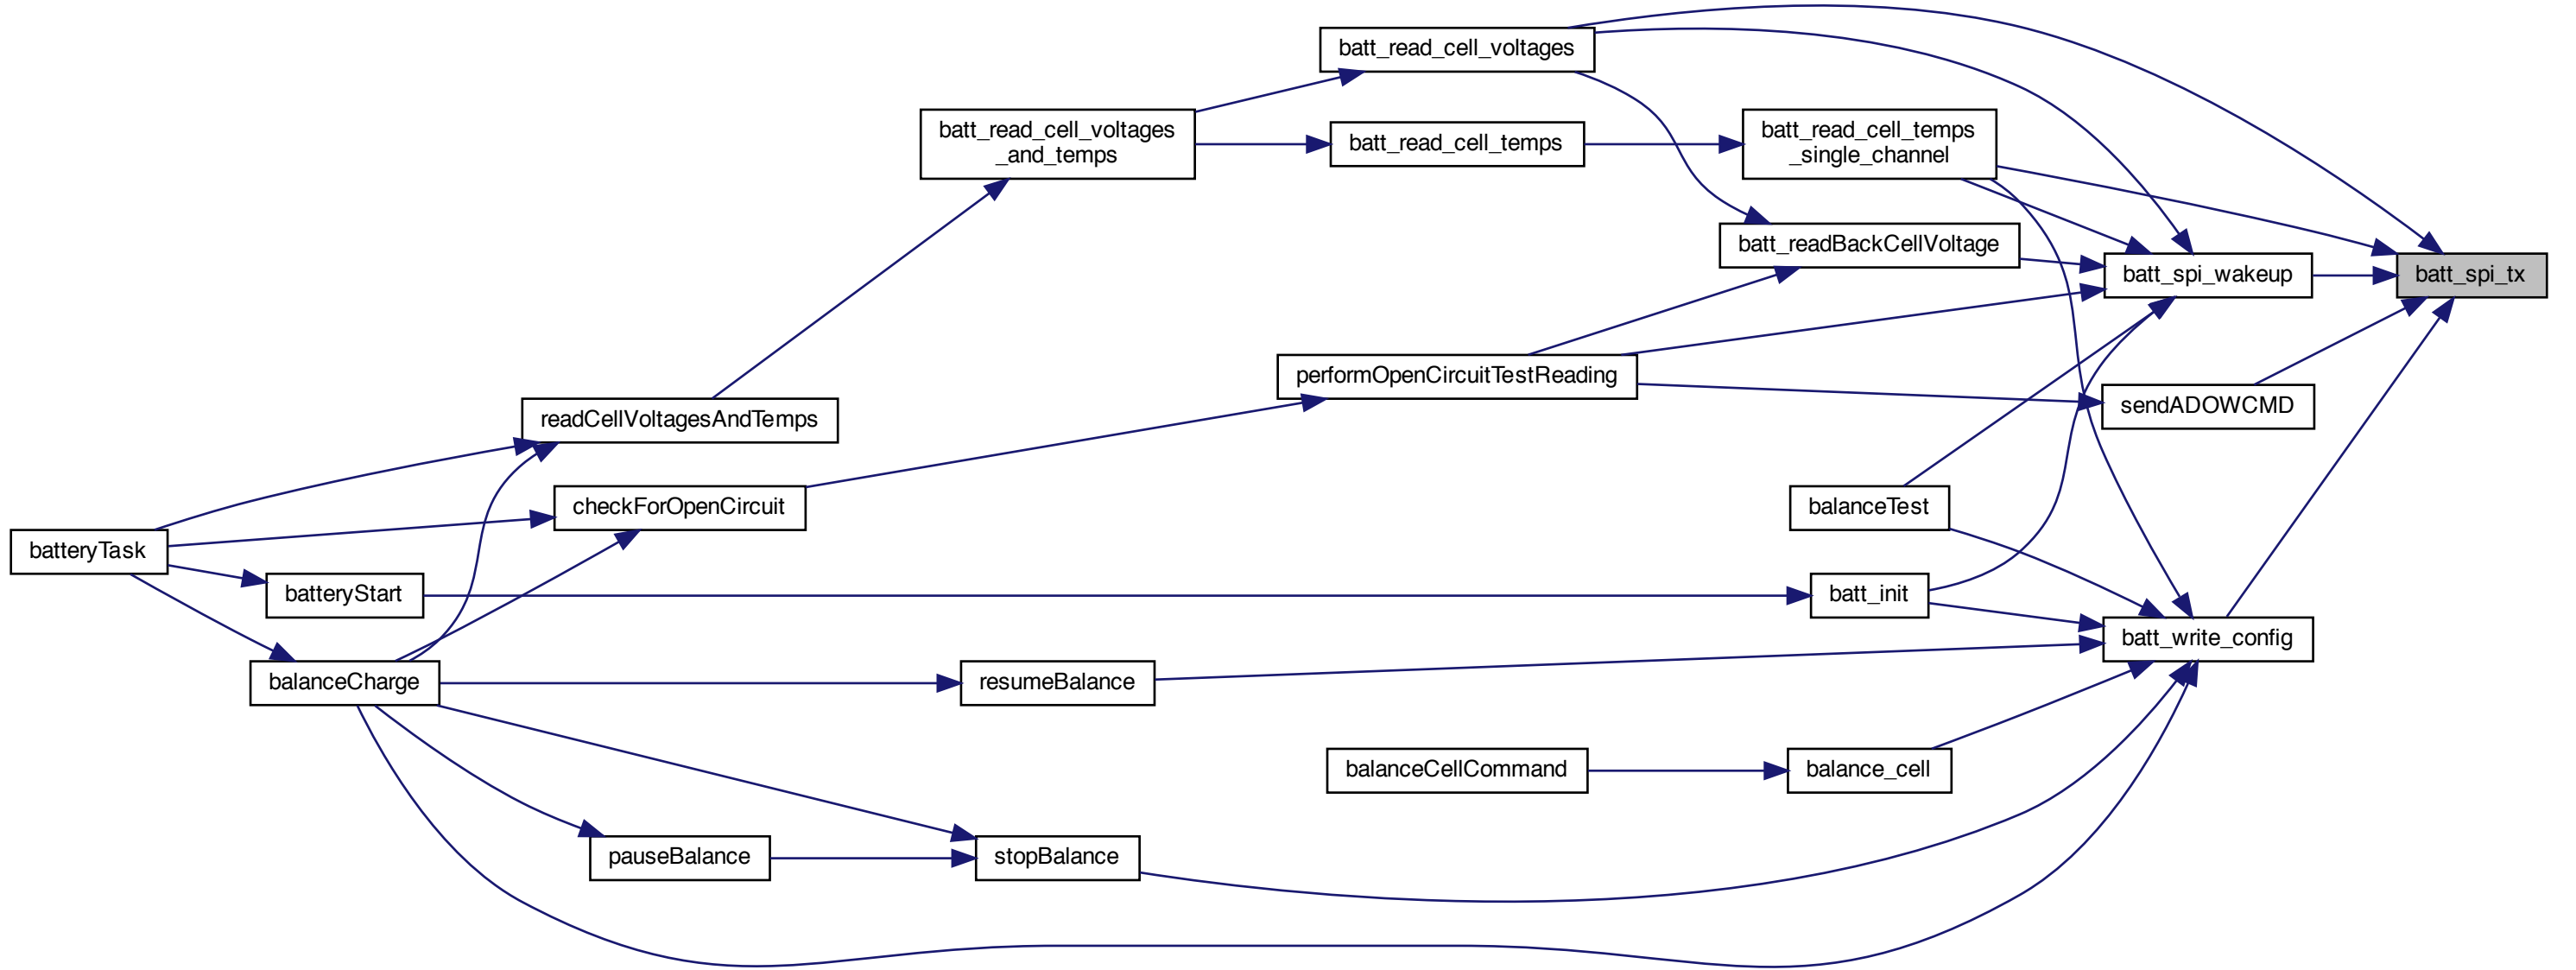 batt_read_cell_voltages
batt_read_cell_voltages
_and_temps
batt_read_cell_temps
batt_read_cell_temps
_single_channel
batt_readBackCellVoltage
batt_spi_wakeup
batt_spi_tx
performOpenCircuitTestReading
sendADOWCMD
readCellVoltagesAndTemps
checkForOpenCircuit
balanceTest
batteryTask
batteryStart
batt_init
batt_write_config
balanceCharge
resumeBalance
balanceCellCommand
balance_cell
pauseBalance
stopBalance